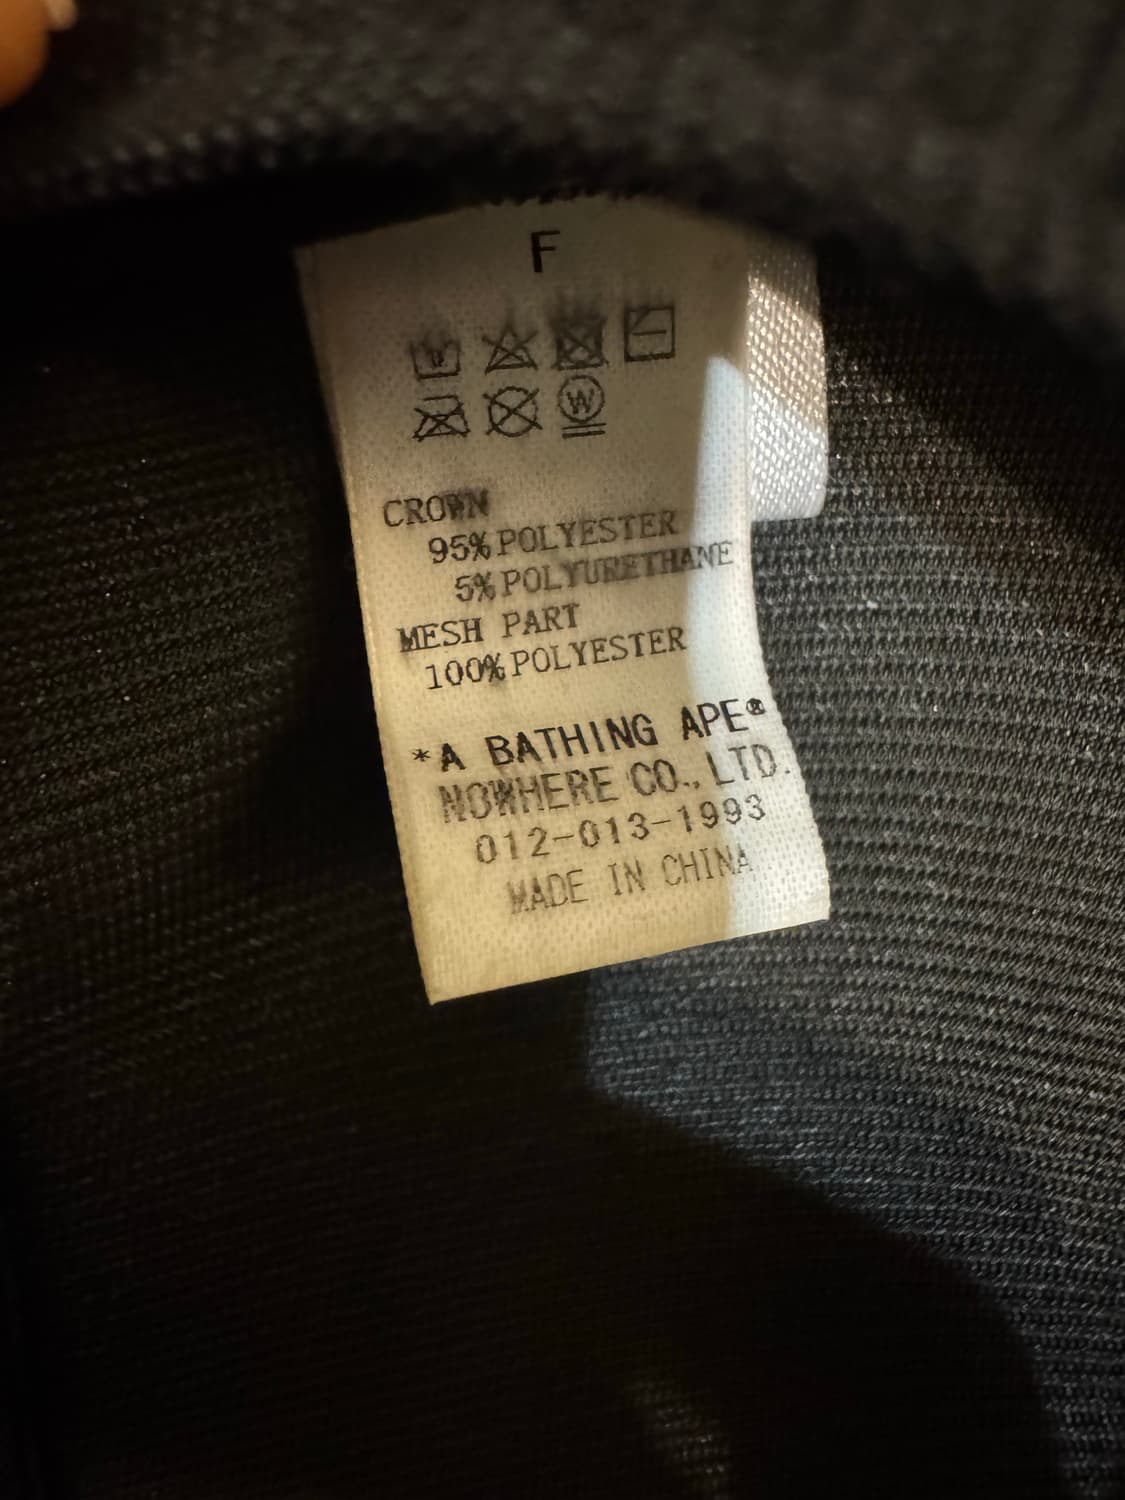 F
W
CROWN
95% POLYESTER
5% POLYURETHANE
MESH PART
100% POLYESTER
*A BATHING APE®
NOWHERE CO., LTD.
012-013-1993
MADE IN CHINA